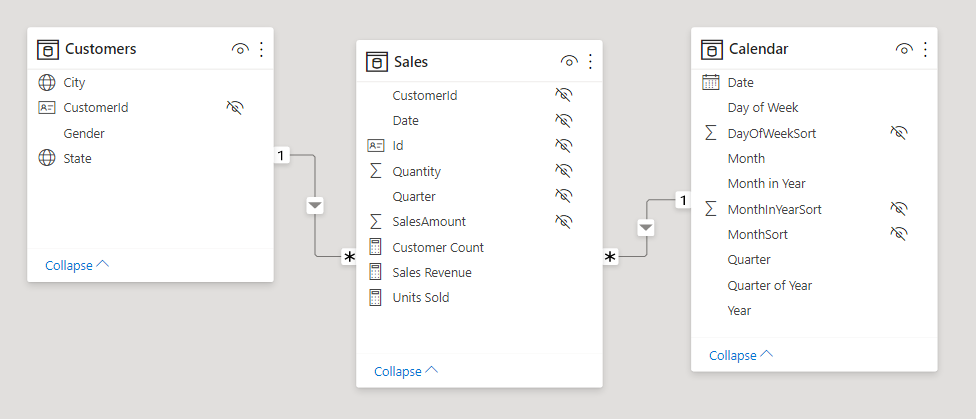 Customers
City
CustomerId
Gender
State
Collapse
1
*
Sales
CustomerId
Date
Id
Quantity
Quarter
SalesAmount
Customer Count
Sales Revenue
Units Sold
Collapse
*
1
Calendar
Date
Day of Week
DayOfWeekSort
Month
Month in Year
MonthInYearSort
MonthSort
Quarter
Quarter of Year
Year
Collapse